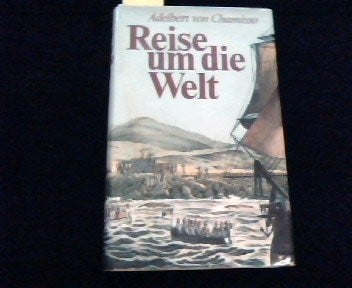 Adelbert von Chamisso
Reise
um die
Welt